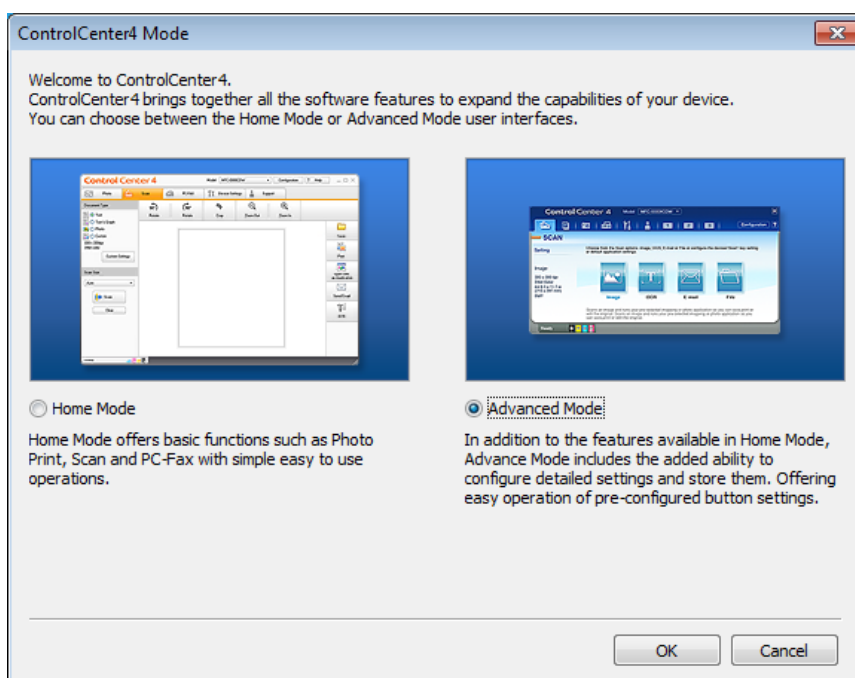 ControlCenter4 Mode
Welcome to ControlCenter4.
ControlCenter4 brings together all the software features to expand the capabilities of your device.
You can choose between the Home Mode or Advanced Mode user interfaces.
Control Center 4
Control Center 4
SCAN
Image
OCR
E-mail
File
Home Mode
Home Mode offers basic functions such as Photo
Print, Scan and PC-Fax with simple easy to use
operations.
Advanced Mode
In addition to the features available in Home Mode,
Advance Mode includes the added ability to
configure detailed settings and store them. Offering
easy operation of pre-configured button settings.
OK
Cancel